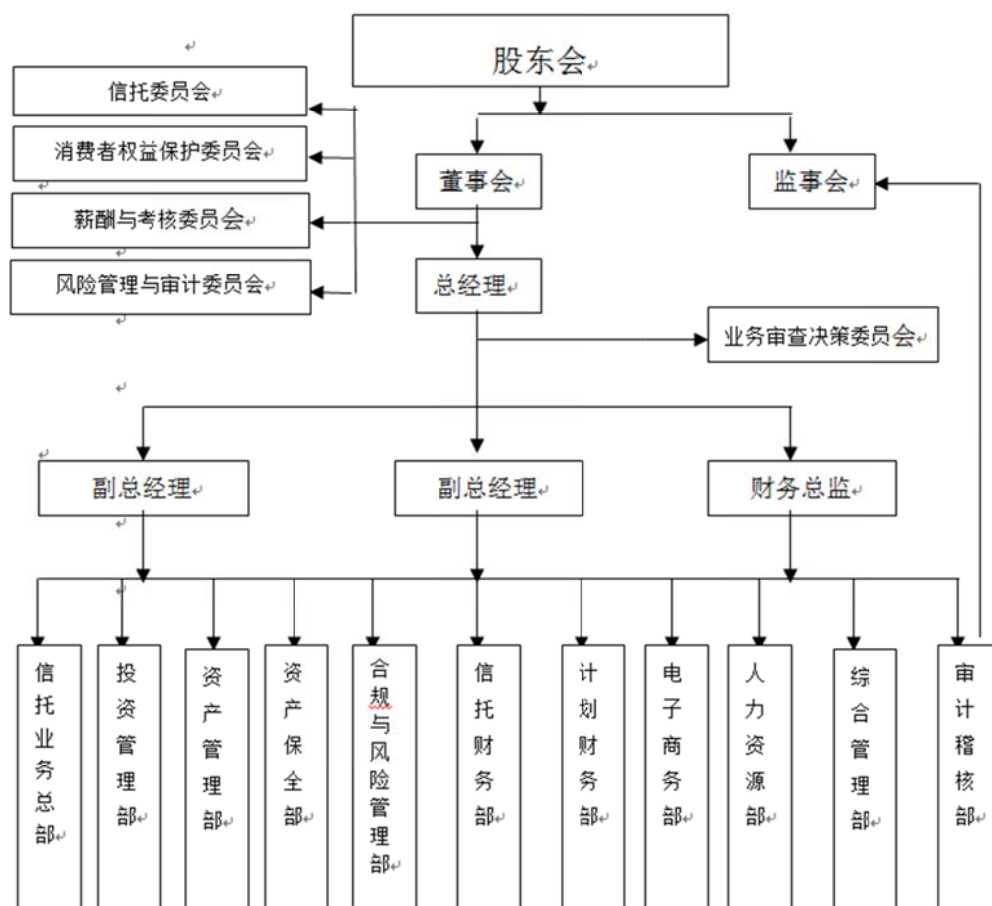 股东会
信托委员会
消费者权益保护委员会
董事会
监事会
薪酬与考核委员会
风险管理与审计委员会
总经理
业务审查决策委员会
副总经理
副总经理
财务总监
信托业务总部
投资管理部
资产管理部
资产保全部
合规与风险管理部
信托财务部
计划财务部
电子商务部
人力资源部
综合管理部
审计稽核部